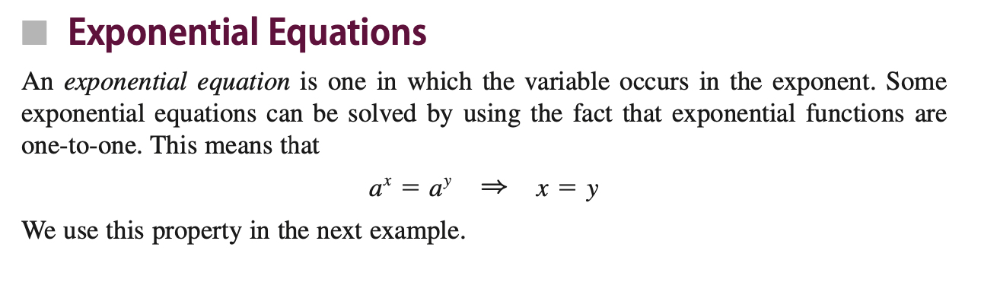 Exponential Equations
An exponential equation is one in which the variable occurs in the exponent. Some
exponential equations can be solved by using the fact that exponential functions are
one-to-one. This means that
aˣ = aʸ ⇒ x = y
We use this property in the next example.